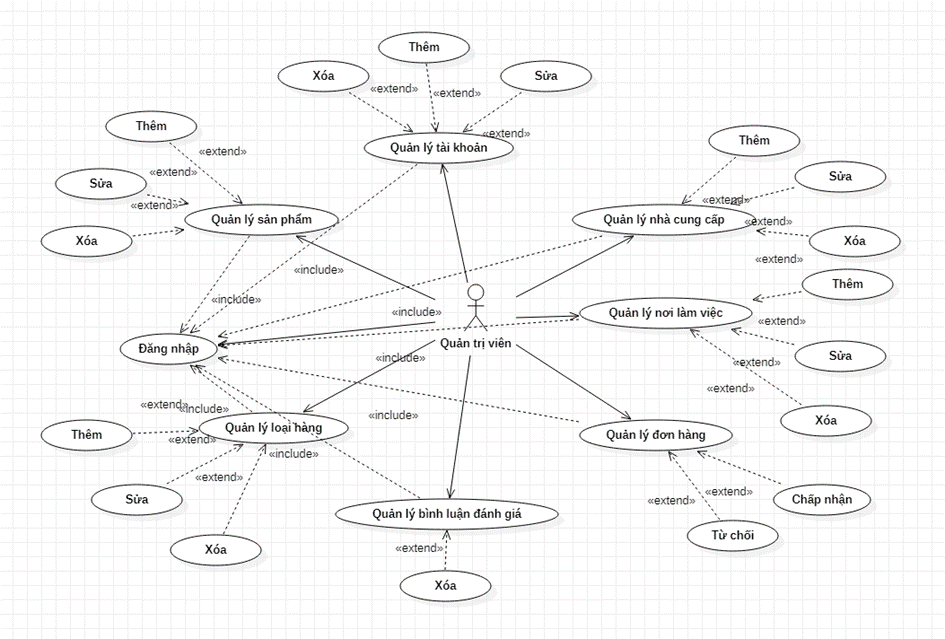 Thêm
Xóa
Sửa
«extend»
«extend»
«extend»
Quản lý tài khoản
Thêm
«extend»
«extend»
Sửa
«extend»
Xóa
Quản lý sản phẩm
Thêm
Sửa
«extend»
Quản lý nhà cung cấp
«extend»
Xóa
«extend»
«include»
«include»
«include»
Thêm
Quản lý nơi làm việc
«extend»
Đăng nhập
Quản trị viên
Sửa
«include»
«extend»
«extend»
«extend»
«include»
«include»
Xóa
Thêm
«extend»
Quản lý loại hàng
Quản lý đơn hàng
«include»
«extend»
Sửa
«extend»
«extend»
Chấp nhận
Quản lý bình luận đánh giá
Từ chối
Xóa
«extend»
Xóa